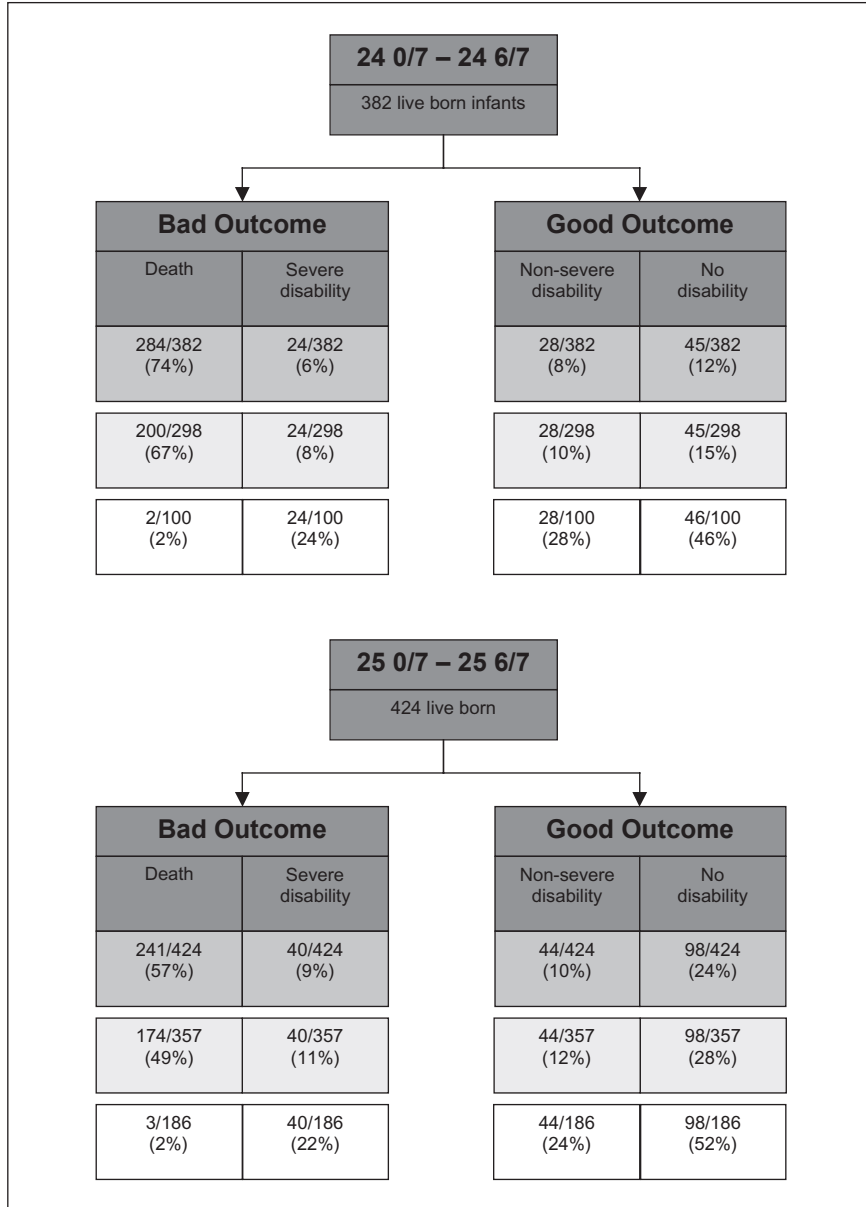 24 0/7 – 24 6/7
382 live born infants
Bad Outcome
Death
Severe
disability
284/382
(74%)
24/382
(6%)
200/298
(67%)
24/298
(8%)
2/100
(2%)
24/100
(24%)
Good Outcome
Non-severe
disability
No
disability
28/382
(8%)
45/382
(12%)
28/298
(10%)
45/298
(15%)
28/100
(28%)
46/100
(46%)
25 0/7 – 25 6/7
424 live born
Bad Outcome
Death
Severe
disability
241/424
(57%)
40/424
(9%)
174/357
(49%)
40/357
(11%)
3/186
(2%)
40/186
(22%)
Good Outcome
Non-severe
disability
No
disability
44/424
(10%)
98/424
(24%)
44/357
(12%)
98/357
(28%)
44/186
(24%)
98/186
(52%)